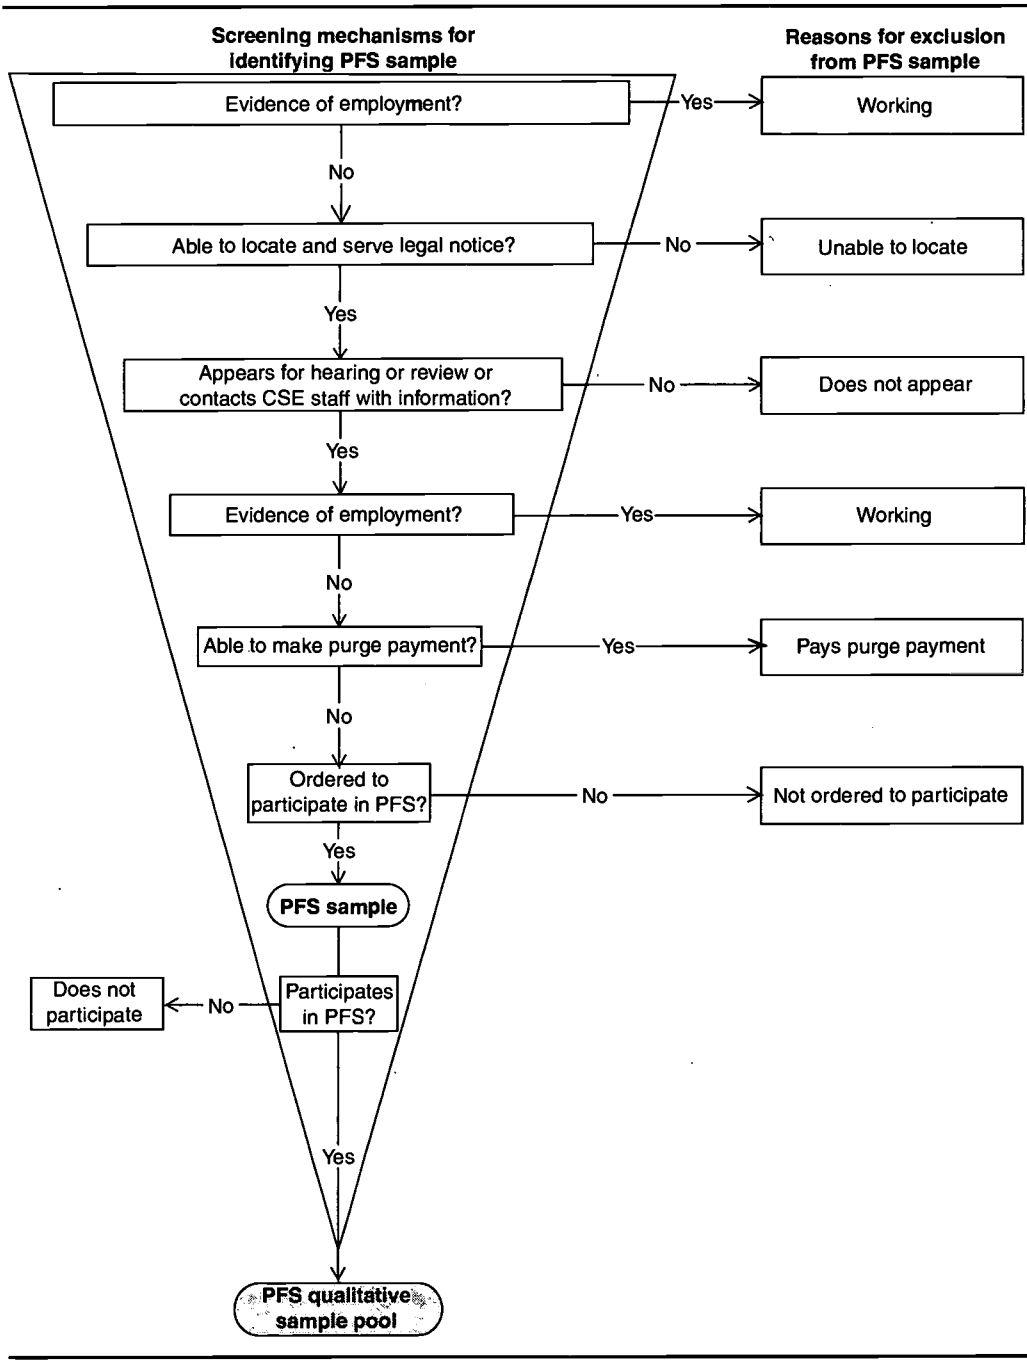 Screening mechanisms for
identifying PFS sample
Reasons for exclusion
from PFS sample
Evidence of employment?
Yes
Working
No
Able to locate and serve legal notice?
No
Unable to locate
Yes
Appears for hearing or review or
contacts CSE staff with information?
No
Does not appear
Yes
Evidence of employment?
Yes
Working
No
Able to make purge payment?
Yes
Pays purge payment
No
Ordered to
participate in PFS?
No
Not ordered to participate
Yes
PFS sample
Does not
participate
No
Participates
in PFS?
Yes
PFS qualitative
sample pool